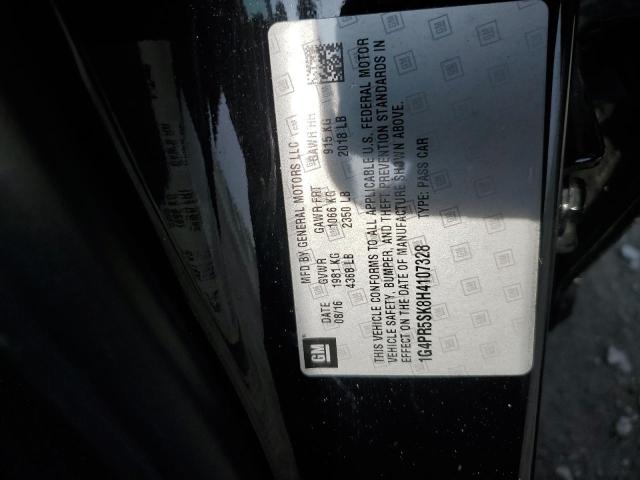 MFD BY GENERAL MOTORS LLC
DATE GVWR GAWR FRT GAWR RR
08/16 1981 KG 1066 KG 915 KG
4368 LB 2350 LB 2018 LB
THIS VEHICLE CONFORMS TO ALL APPLICABLE U.S. FEDERAL MOTOR
VEHICLE SAFETY, BUMPER, AND THEFT PREVENTION STANDARDS IN
EFFECT ON THE DATE OF MANUFACTURE SHOWN ABOVE.
1G4PR5SK8H4107328 TYPE: PASS CAR
GM